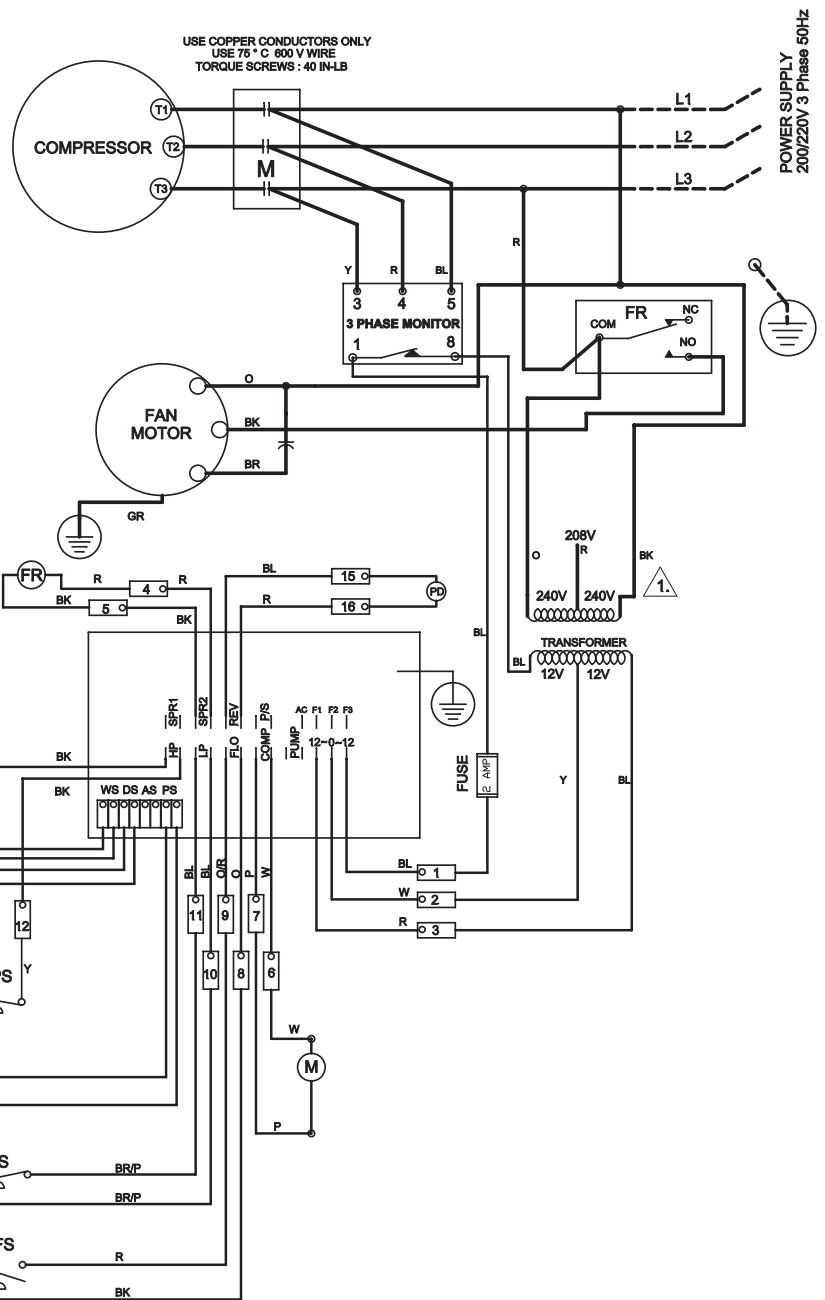 USE COPPER CONDUCTORS ONLY
USE 75 ° C 600 V WIRE
TORQUE SCREWS : 40 IN-LB
POWER SUPPLY
200/220V 3 Phase 50Hz
COMPRESSOR
T1
T2
T3
M
L1
L2
L3
R
Y
R
BL
3
4
5
3 PHASE MONITOR
1
8
FR
NC
COM
NO
FAN
MOTOR
O
BK
BR
GR
208V
R
O
BK
1.
240V
240V
TRANSFORMER
12V
12V
BL
BL
Y
BL
FR
R
4
R
BK
5
BK
BL
15
R
16
PD
SPR1
SPR2
REV
P/S
AC
F1
F2
F3
HP
LP
FLO
COMP
PUMP
12~0~12
BK
BK
WS DS AS PS
FUSE
2 AMP
BL
1
W
2
R
3
BL
BL
O/R
O
P
W
11
9
7
10
8
6
12
Y
PS
W
M
P
S
BR/P
BR/P
FS
R
BK